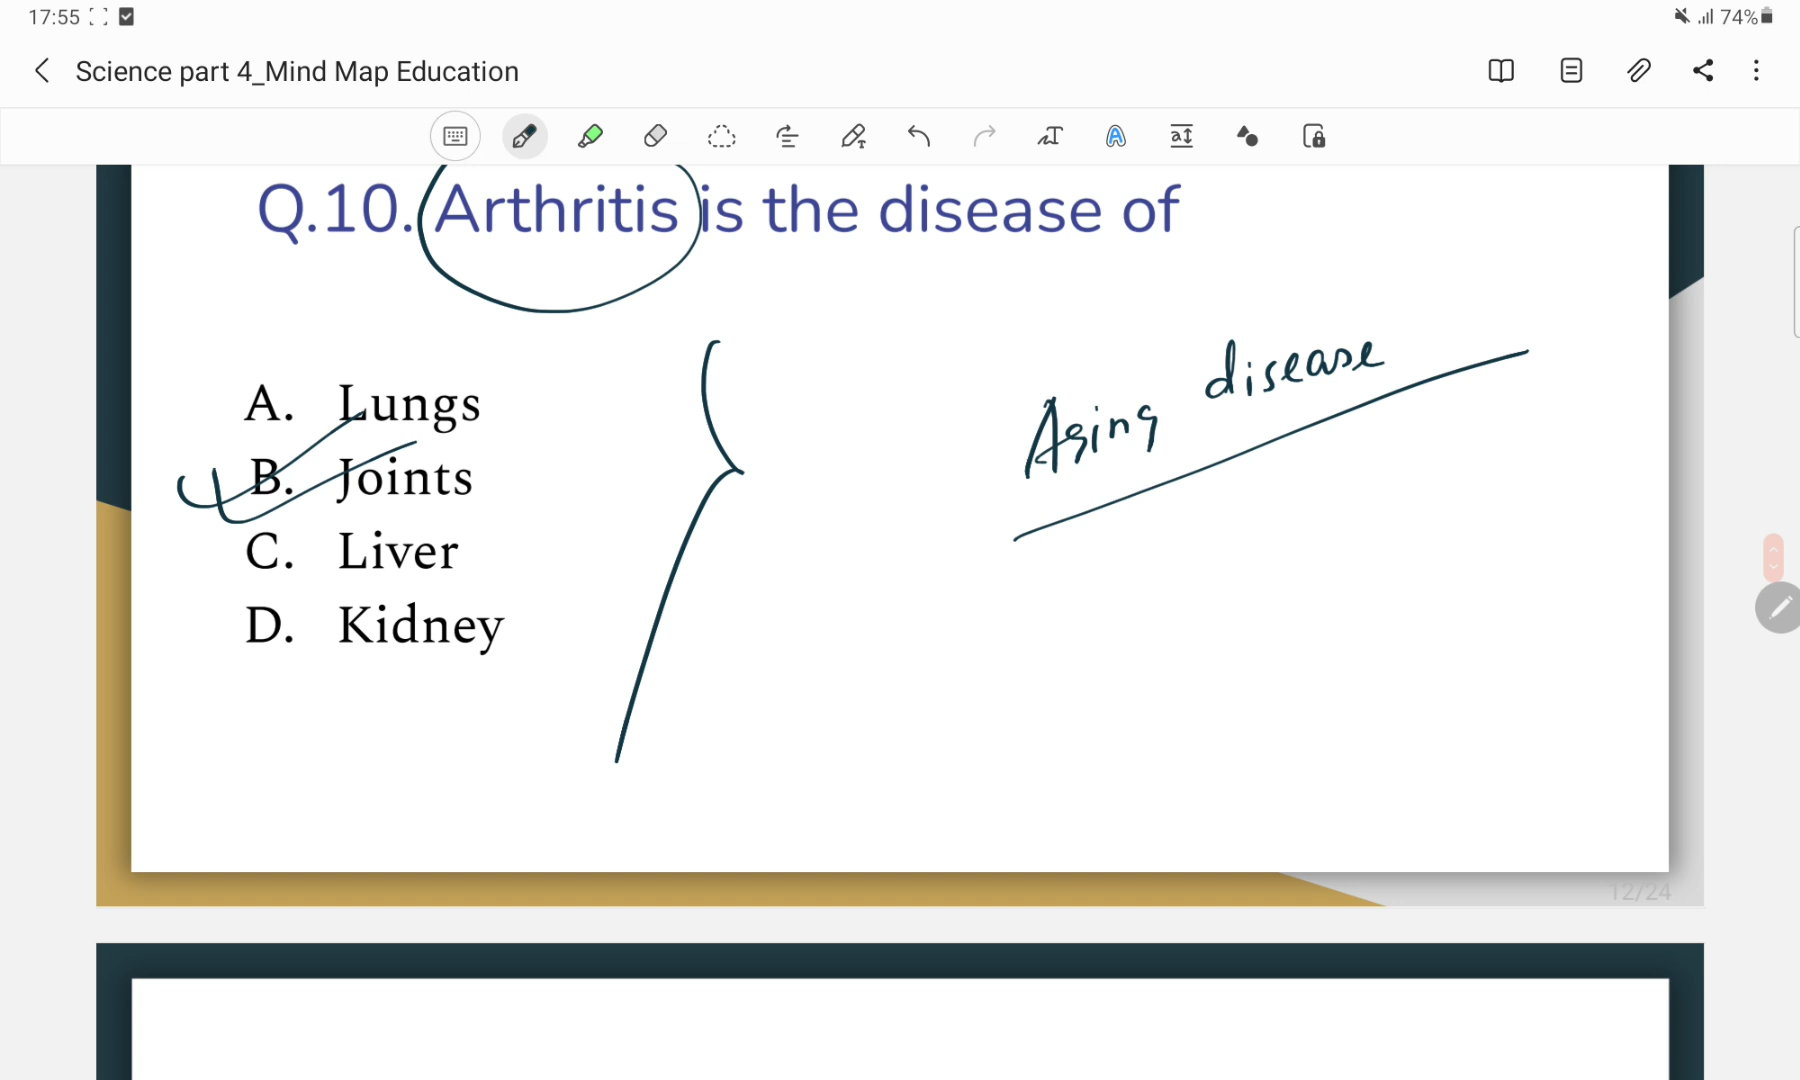 17:55 74%
Science part 4_Mind Map Education
Q.10. Arthritis is the disease of
A. Lungs
B. Joints
C. Liver
D. Kidney
Aging disease
12/24